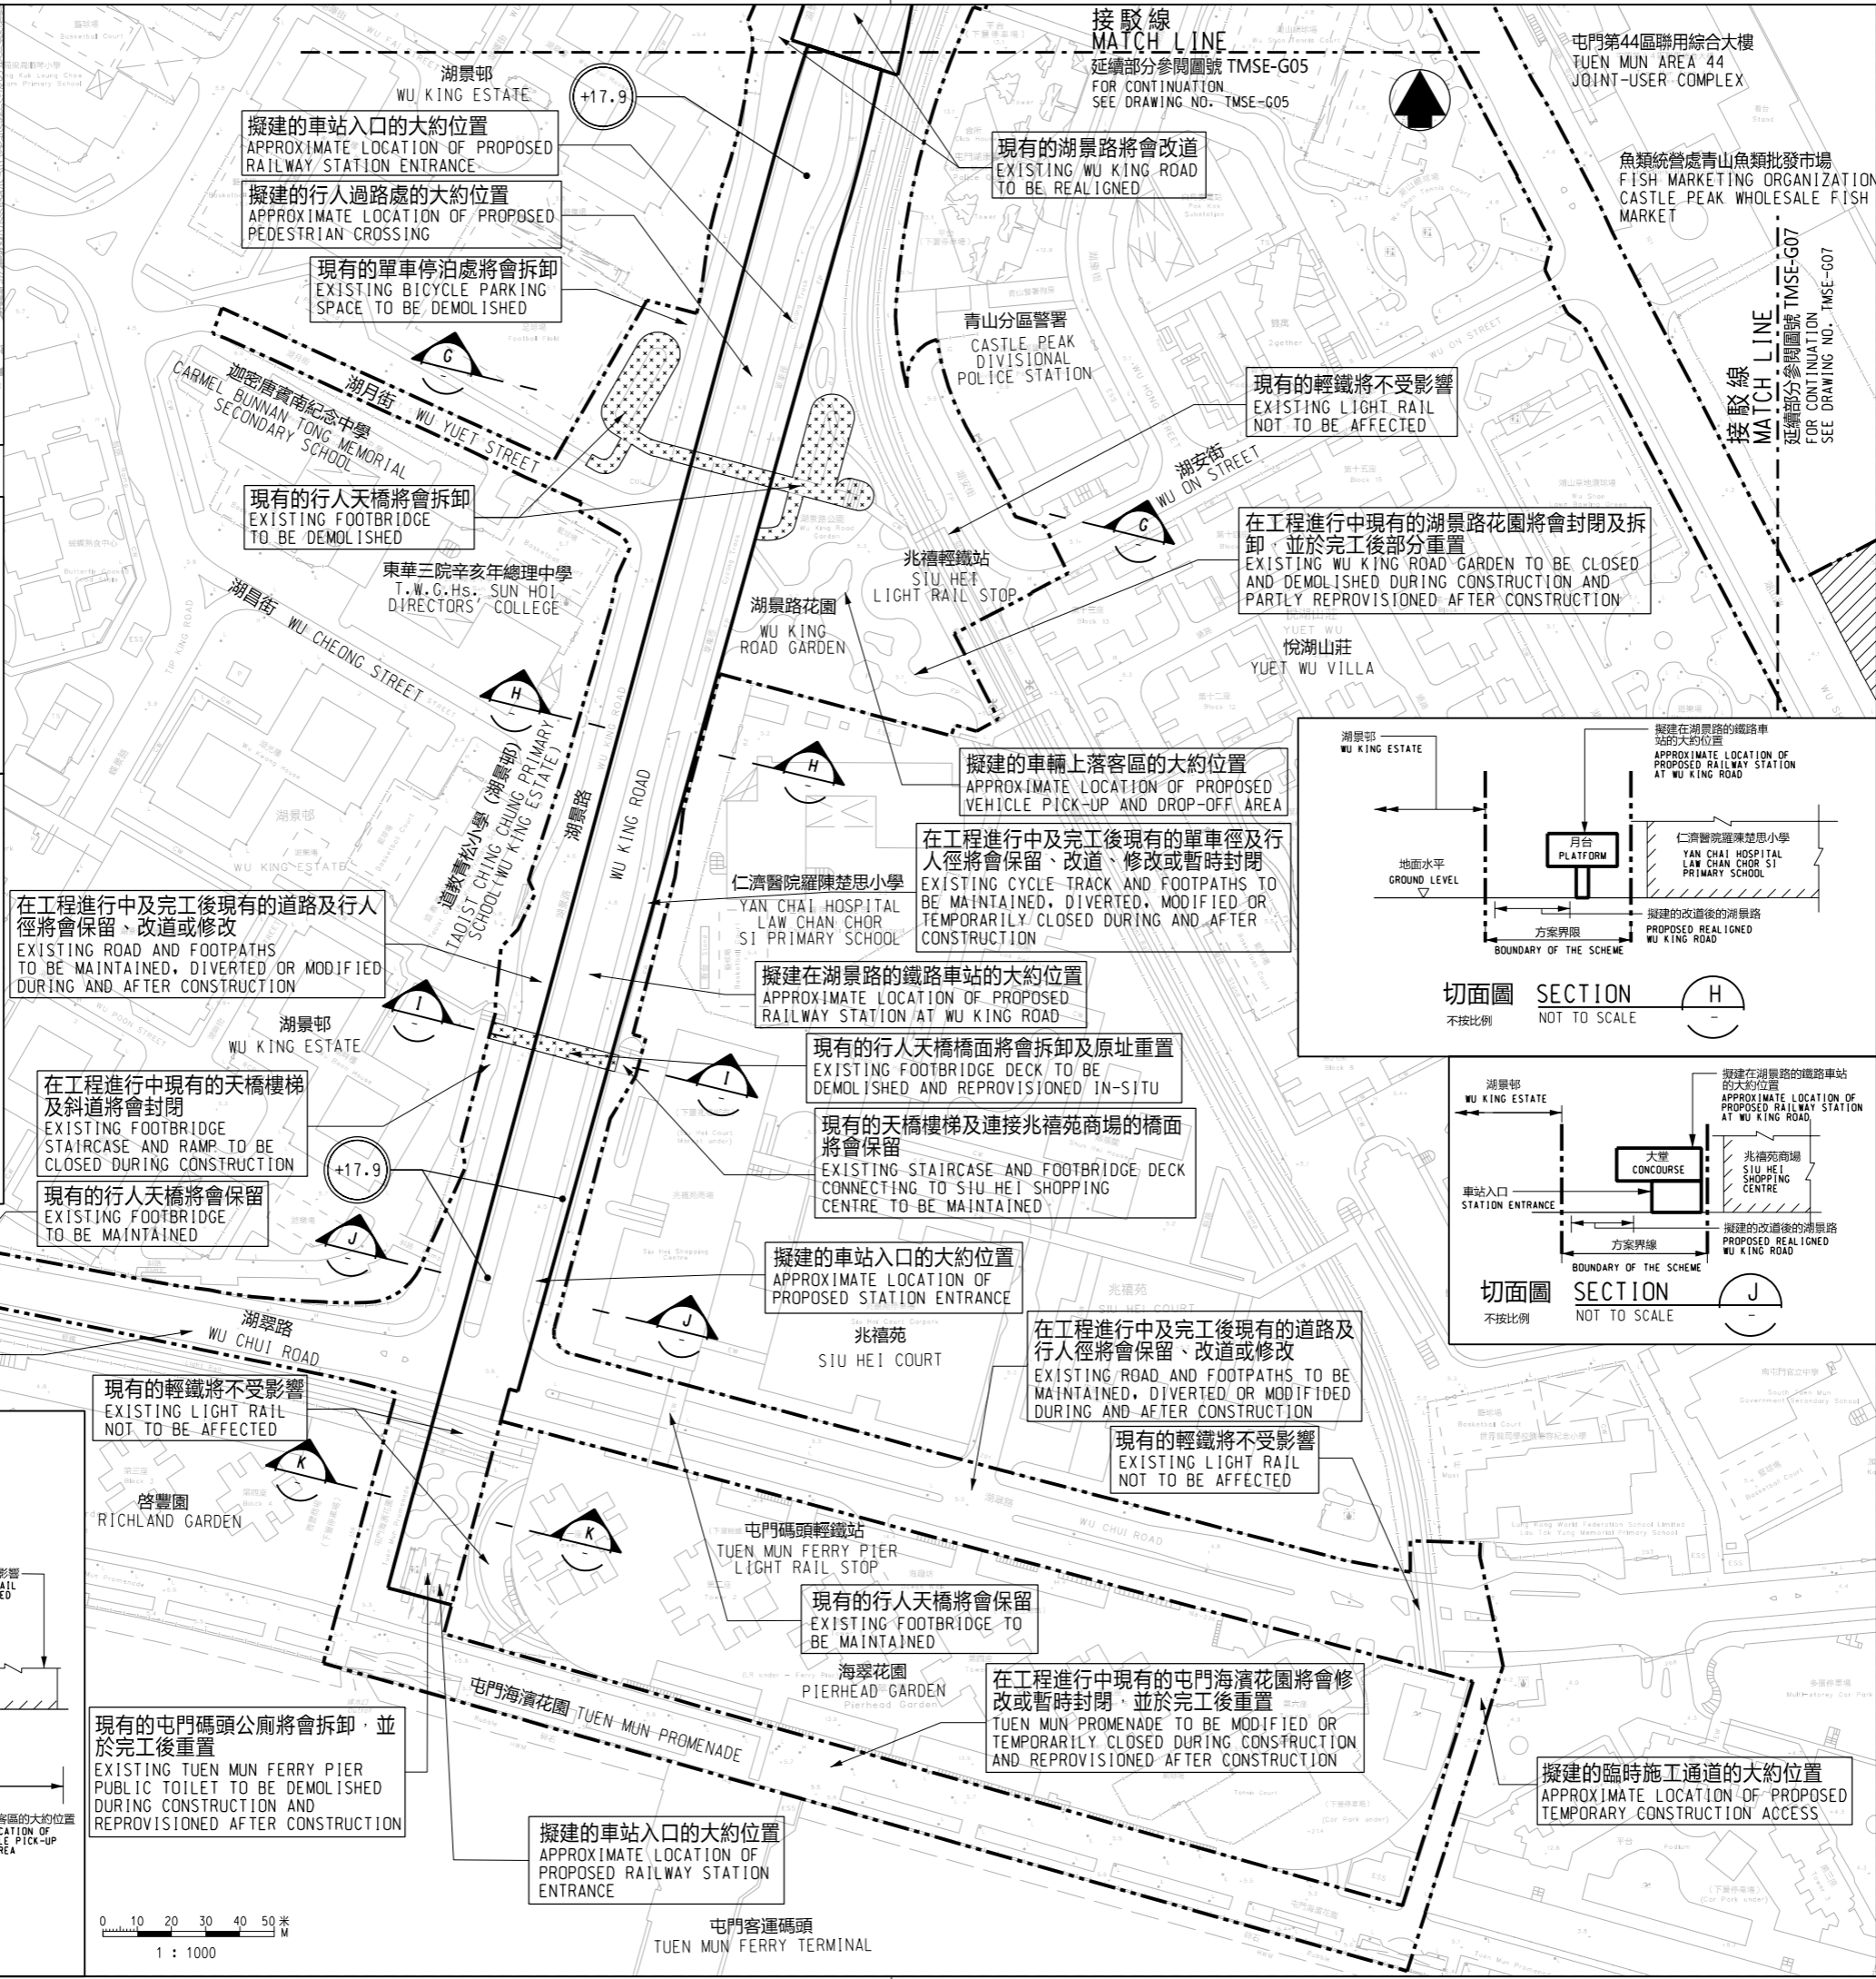 接駁線
MATCH LINE
延續部分參閱圖號 TMSE-G05
FOR CONTINUATION
SEE DRAWING NO. TMSE-G05
屯門第44區聯用綜合大樓
TUEN MUN AREA 44
JOINT-USER COMPLEX
湖景邨
WU KING ESTATE
+17.9
擬建的車站入口的大約位置
APPROXIMATE LOCATION OF PROPOSED
RAILWAY STATION ENTRANCE
現有的湖景路將會改道
EXISTING WU KING ROAD
TO BE REALIGNED
魚類統營處青山魚類批發市場
FISH MARKETING ORGANIZATION
CASTLE PEAK WHOLESALE FISH
MARKET
擬建的行人過路處的大約位置
APPROXIMATE LOCATION OF PROPOSED
PEDESTRIAN CROSSING
現有的單車停泊處將會拆卸
EXISTING BICYCLE PARKING
SPACE TO BE DEMOLISHED
接駁線
MATCH LINE
延續部分參閱圖號 TMSE-G07
FOR CONTINUATION
SEE DRAWING NO. TMSE-G07
青山分區警署
CASTLE PEAK
DIVISIONAL
POLICE STATION
G
迦密唐賓南紀念中學
CARMEL BUNNAN TONG MEMORIAL
SECONDARY SCHOOL
湖月街 WU YUET STREET
現有的輕鐵將不受影響
EXISTING LIGHT RAIL
NOT TO BE AFFECTED
湖安街
WU ON STREET
G
現有的行人天橋將會拆卸
EXISTING FOOTBRIDGE
TO BE DEMOLISHED
在工程進行中現有的湖景路花園將會封閉及拆
卸，並於完工後部分重置
EXISTING WU KING ROAD GARDEN TO BE CLOSED
AND DEMOLISHED DURING CONSTRUCTION AND
PARTLY REPROVISIONED AFTER CONSTRUCTION
東華三院辛亥年總理中學
T.W.G.Hs. SUN HOI
DIRECTORS' COLLEGE
兆禧輕鐵站
SIU HEI
LIGHT RAIL STOP
湖昌街 WU CHEONG STREET
湖景路花園
WU KING
ROAD GARDEN
悅湖山莊
YUET WU VILLA
H
H
道教青松小學 (湖景邨)
TAOIST CHING CHUNG PRIMARY
SCHOOL(WU KING ESTATE)
湖景路
WU KING ROAD
擬建的車輛上落客區的大約位置
APPROXIMATE LOCATION OF PROPOSED
VEHICLE PICK-UP AND DROP-OFF AREA
湖景邨
WU KING ESTATE
擬建在湖景路的鐵路車
站的大約位置
APPROXIMATE LOCATION OF
PROPOSED RAILWAY STATION
AT WU KING ROAD
月台
PLATFORM
仁濟醫院羅陳楚思小學
YAN CHAI HOSPITAL
LAW CHAN CHOR SI
PRIMARY SCHOOL
地面水平
GROUND LEVEL
擬建的改道後的湖景路
PROPOSED REALIGNED
WU KING ROAD
方案界限
BOUNDARY OF THE SCHEME
切面圖 SECTION H
不按比例 NOT TO SCALE -
在工程進行中及完工後現有的單車徑及行
人徑將會保留、改道、修改或暫時封閉
EXISTING CYCLE TRACK AND FOOTPATHS TO
BE MAINTAINED, DIVERTED, MODIFIED OR
TEMPORARILY CLOSED DURING AND AFTER
CONSTRUCTION
仁濟醫院羅陳楚思小學
YAN CHAI HOSPITAL
LAW CHAN CHOR
SI PRIMARY SCHOOL
在工程進行中及完工後現有的道路及行人
徑將會保留、改道或修改
EXISTING ROAD AND FOOTPATHS
TO BE MAINTAINED, DIVERTED OR MODIFIED
DURING AND AFTER CONSTRUCTION
擬建在湖景路的鐵路車站的大約位置
APPROXIMATE LOCATION OF PROPOSED
RAILWAY STATION AT WU KING ROAD
I
湖景邨
WU KING ESTATE
現有的行人天橋橋面將會拆卸及原址重置
EXISTING FOOTBRIDGE DECK TO BE
DEMOLISHED AND REPROVISIONED IN-SITU
I
在工程進行中現有的天橋樓梯
及斜道將會封閉
EXISTING FOOTBRIDGE
STAIRCASE AND RAMP TO BE
CLOSED DURING CONSTRUCTION
現有的天橋樓梯及連接兆禧苑商場的橋面
將會保留
EXISTING STAIRCASE AND FOOTBRIDGE DECK
CONNECTING TO SIU HEI SHOPPING
CENTRE TO BE MAINTAINED
+17.9
湖景邨
WU KING ESTATE
擬建在湖景路的鐵路車站
的大約位置
APPROXIMATE LOCATION OF
PROPOSED RAILWAY STATION
AT WU KING ROAD
大堂
CONCOURSE
兆禧苑商場
SIU HEI
SHOPPING
CENTRE
車站入口
STATION ENTRANCE
擬建的改道後的湖景路
PROPOSED REALIGNED
WU KING ROAD
方案界線
BOUNDARY OF THE SCHEME
切面圖 SECTION J
不按比例 NOT TO SCALE -
現有的行人天橋將會保留
EXISTING FOOTBRIDGE
TO BE MAINTAINED
J
擬建的車站入口的大約位置
APPROXIMATE LOCATION OF
PROPOSED STATION ENTRANCE
J
湖翠路
WU CHUI ROAD
兆禧苑
SIU HEI COURT
在工程進行中及完工後現有的道路及
行人徑將會保留、改道或修改
EXISTING ROAD AND FOOTPATHS TO BE
MAINTAINED, DIVERTED OR MODIFIDED
DURING AND AFTER CONSTRUCTION
現有的輕鐵將不受影響
EXISTING LIGHT RAIL
NOT TO BE AFFECTED
現有的輕鐵將不受影響
EXISTING LIGHT RAIL
NOT TO BE AFFECTED
K
啓豐園
RICHLAND GARDEN
K
WU CHUI ROAD
屯門碼頭輕鐵站
TUEN MUN FERRY PIER
LIGHT RAIL STOP
現有的行人天橋將會保留
EXISTING FOOTBRIDGE TO
BE MAINTAINED
海翠花園
PIERHEAD GARDEN
屯門海濱花園 TUEN MUN PROMENADE
在工程進行中現有的屯門海濱花園將會修
改或暫時封閉，並於完工後重置
TUEN MUN PROMENADE TO BE MODIFIED OR
TEMPORARILY CLOSED DURING CONSTRUCTION
AND REPROVISIONED AFTER CONSTRUCTION
現有的屯門碼頭公廁將會拆卸，並
於完工後重置
EXISTING TUEN MUN FERRY PIER
PUBLIC TOILET TO BE DEMOLISHED
DURING CONSTRUCTION AND
REPROVISIONED AFTER CONSTRUCTION
擬建的臨時施工通道的大約位置
APPROXIMATE LOCATION OF PROPOSED
TEMPORARY CONSTRUCTION ACCESS
擬建的車站入口的大約位置
APPROXIMATE LOCATION OF
PROPOSED RAILWAY STATION
ENTRANCE
屯門客運碼頭
TUEN MUN FERRY TERMINAL
0 10 20 30 40 50 米
M
1 : 1000